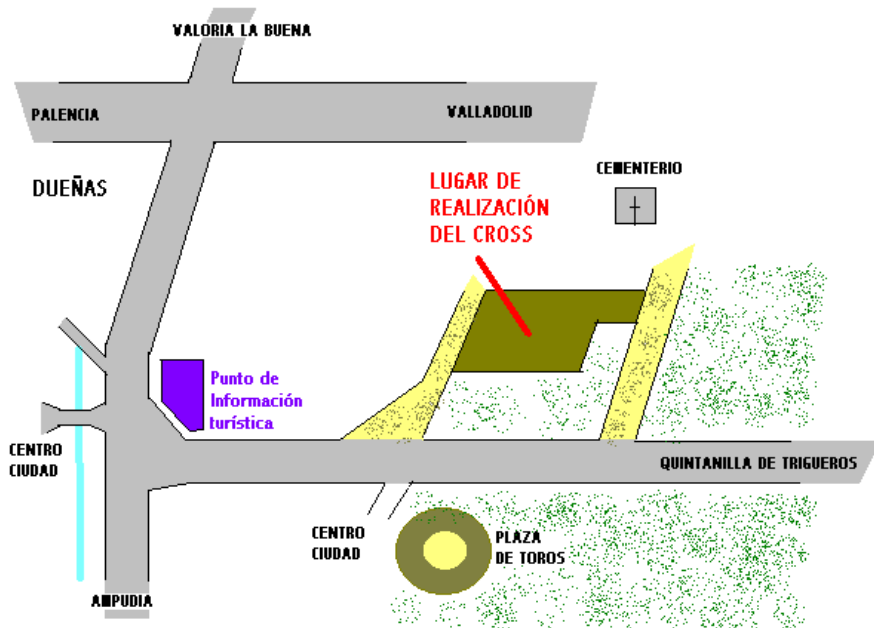 VALORIA LA BUENA
PALENCIA
VALLADOLID
DUEÑAS
LUGAR DE
REALIZACIÓN
DEL CROSS
CEMENTERIO
Punto de
Información
turística
CENTRO
CIUDAD
QUINTANILLA DE TRIGUEROS
CENTRO
CIUDAD
PLAZA
DE TOROS
AMPUDIA